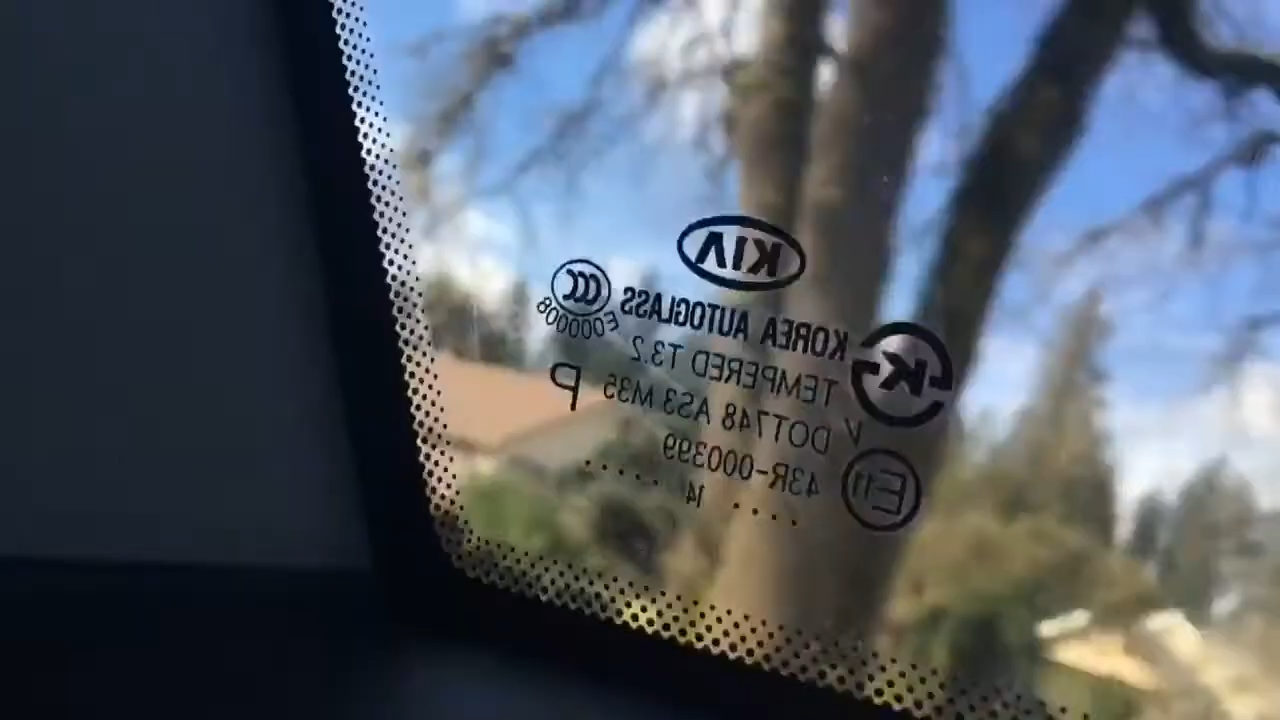 KIA
KOREA AUTOGLASS
CCC
E000008
K
TEMPERED T3.2
V DOT748 AS3 M35 P
E11
43R-000399
..... 14 ....